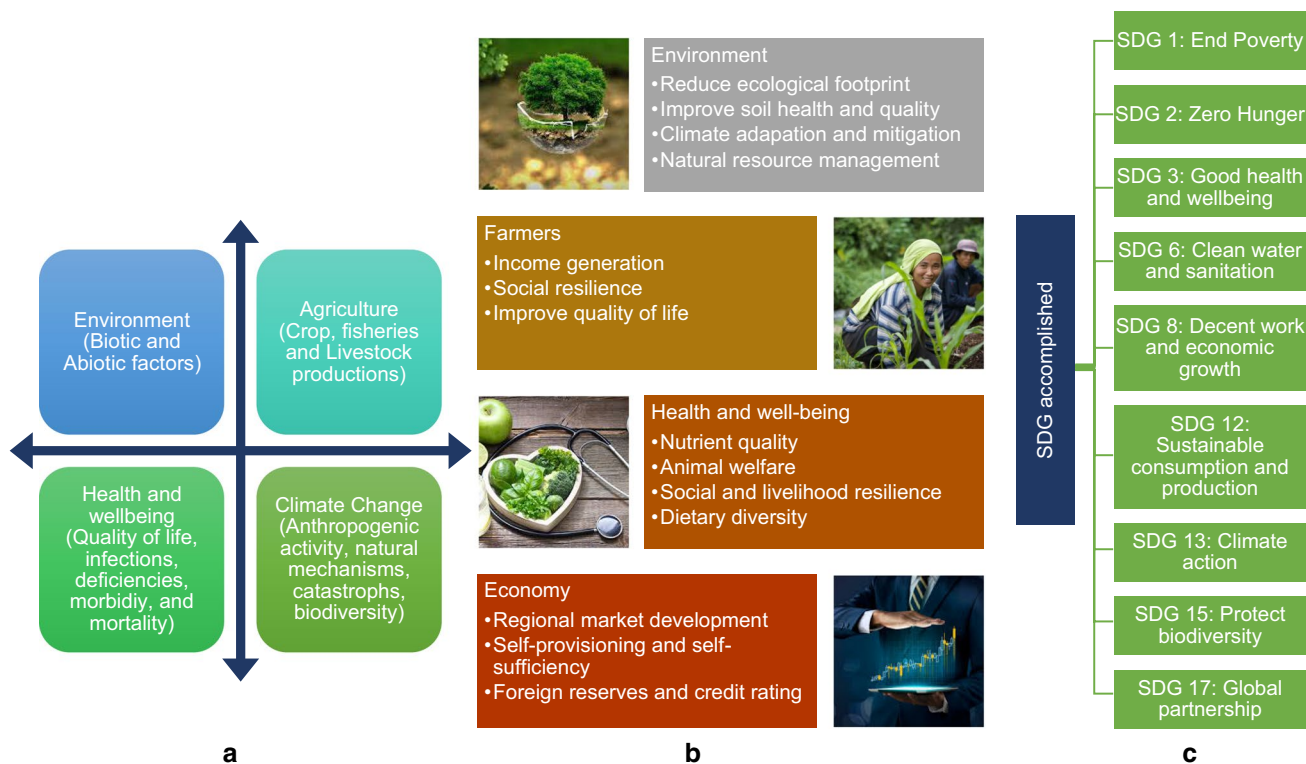 Environment
(Biotic and
Abiotic factors)
Agriculture
(Crop, fisheries
and Livestock
productions)
Health and
wellbeing
(Quality of life,
infections,
deficiencies,
morbidiy, and
mortality)
Climate Change
(Anthropogenic
activity, natural
mechanisms,
catastrophs,
biodiversity)
a
Environment
•Reduce ecological footprint
•Improve soil health and quality
•Climate adapation and mitigation
•Natural resource management
Farmers
•Income generation
•Social resilience
•Improve quality of life
Health and well-being
•Nutrient quality
•Animal welfare
•Social and livelihood resilience
•Dietary diversity
Economy
•Regional market development
•Self-provisioning and self-
sufficiency
•Foreign reserves and credit rating
b
SDG accomplished
SDG 1: End Poverty
SDG 2: Zero Hunger
SDG 3: Good health
and wellbeing
SDG 6: Clean water
and sanitation
SDG 8: Decent work
and economic
growth
SDG 12:
Sustainable
consumption and
production
SDG 13: Climate
action
SDG 15: Protect
biodiversity
SDG 17: Global
partnership
c